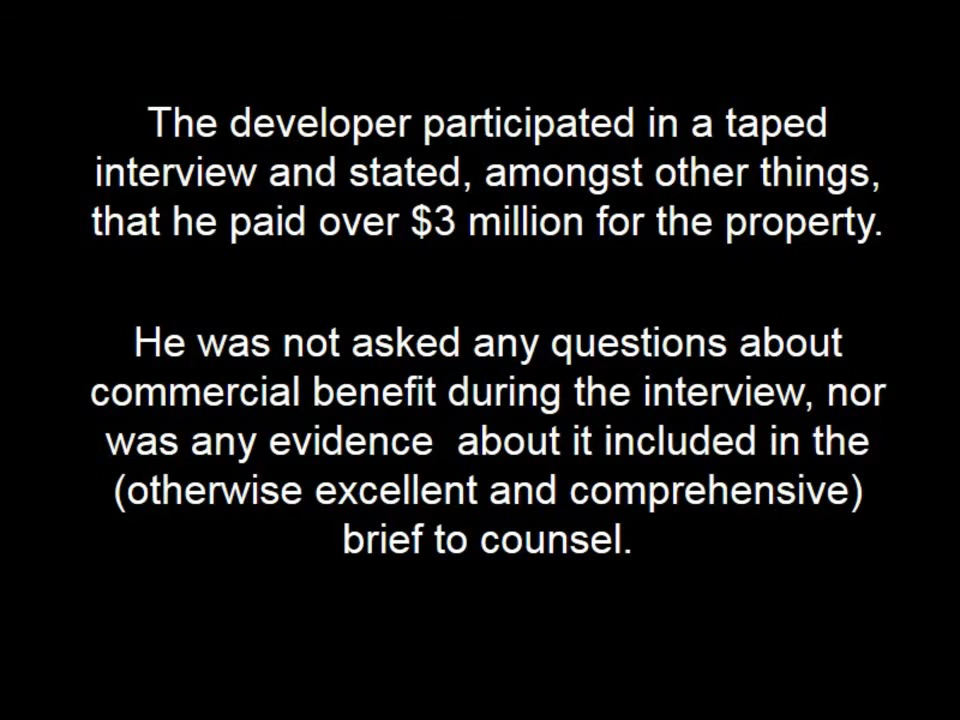 The developer participated in a taped
interview and stated, amongst other things,
that he paid over $3 million for the property.
He was not asked any questions about
commercial benefit during the interview, nor
was any evidence  about it included in the
(otherwise excellent and comprehensive)
brief to counsel.